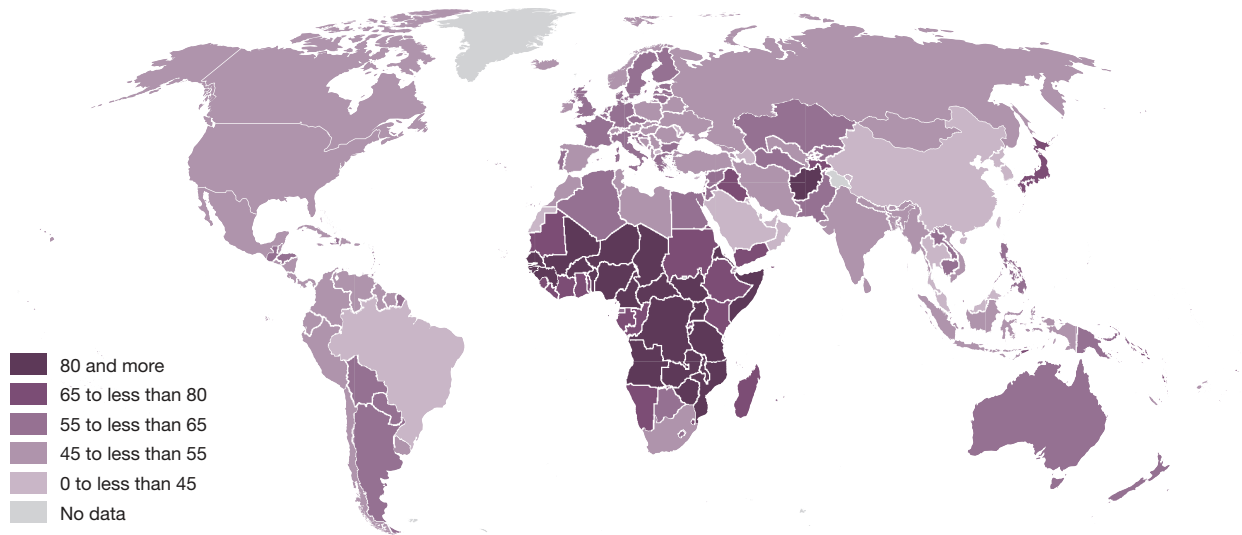 80 and more
65 to less than 80
55 to less than 65
45 to less than 55
0 to less than 45
No data